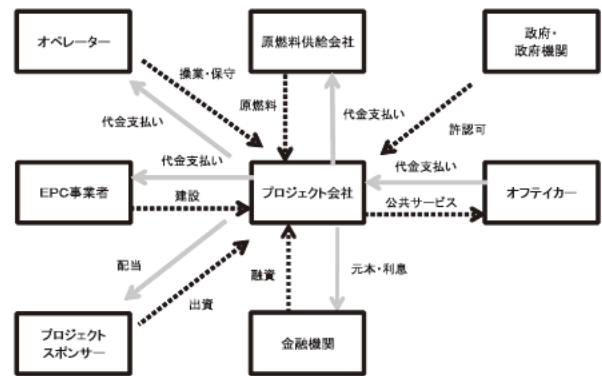 オペレーター
原燃料供給会社
政府・
政府機関
操業・保守
原燃料
代金支払い
代金支払い
許認可
代金支払い
代金支払い
EPC事業者
プロジェクト会社
オフテイカー
建設
公共サービス
配当
融資
元本・利息
出資
プロジェクト
スポンサー
金融機関